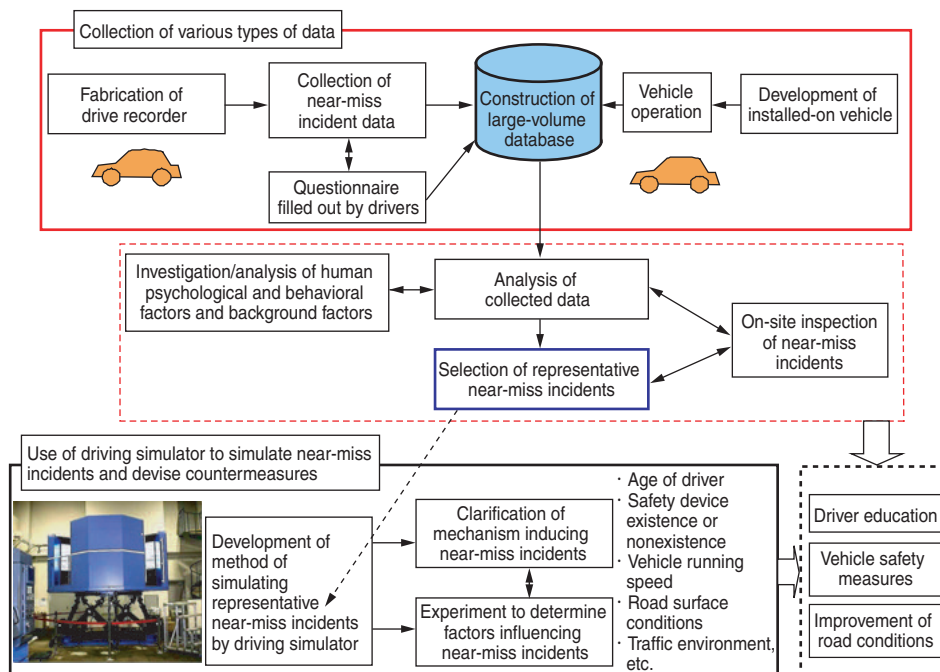 Collection of various types of data
Fabrication of
drive recorder
Collection of
near-miss
incident data
Questionnaire
filled out by drivers
Construction of
large-volume
database
Vehicle
operation
Development of
installed-on vehicle
Investigation/analysis of human
psychological and behavioral
factors and background factors
Analysis of
collected data
On-site inspection
of near-miss
incidents
Selection of representative
near-miss incidents
Use of driving simulator to simulate near-miss
incidents and devise countermeasures
Development of
method of
simulating
representative
near-miss incidents
by driving simulator
Clarification of
mechanism inducing
near-miss incidents
Experiment to determine
factors influencing
near-miss incidents
· Age of driver
· Safety device
existence or
nonexistence
· Vehicle running
speed
· Road surface
conditions
· Traffic environment,
etc.
Driver education
Vehicle safety
measures
Improvement of
road conditions